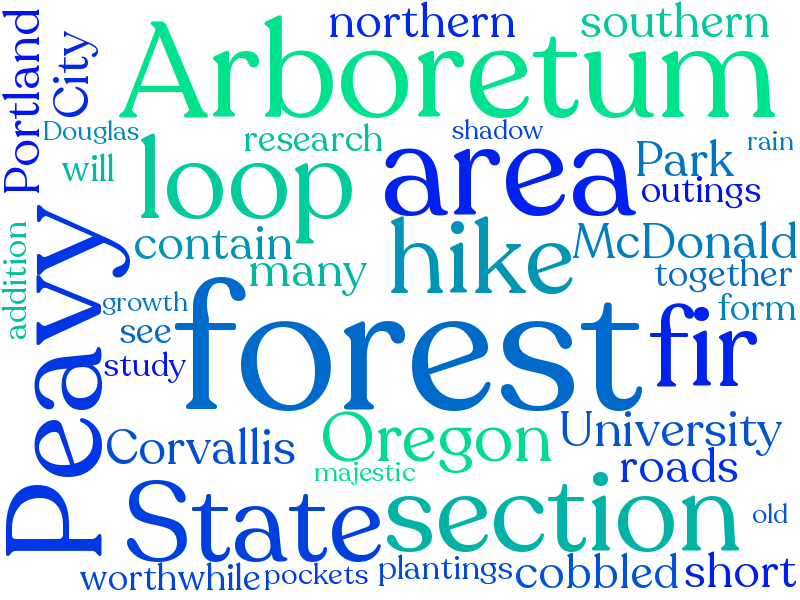 northern southern
Portland City Arboretum
Douglas research shadow rain
will loop area Park
outings
contain hike McDonald
many together
addition Peavy growth forest fir form
see
study
Corvallis Oregon University
majestic roads
State section old
worthwhile pockets plantings cobbled short